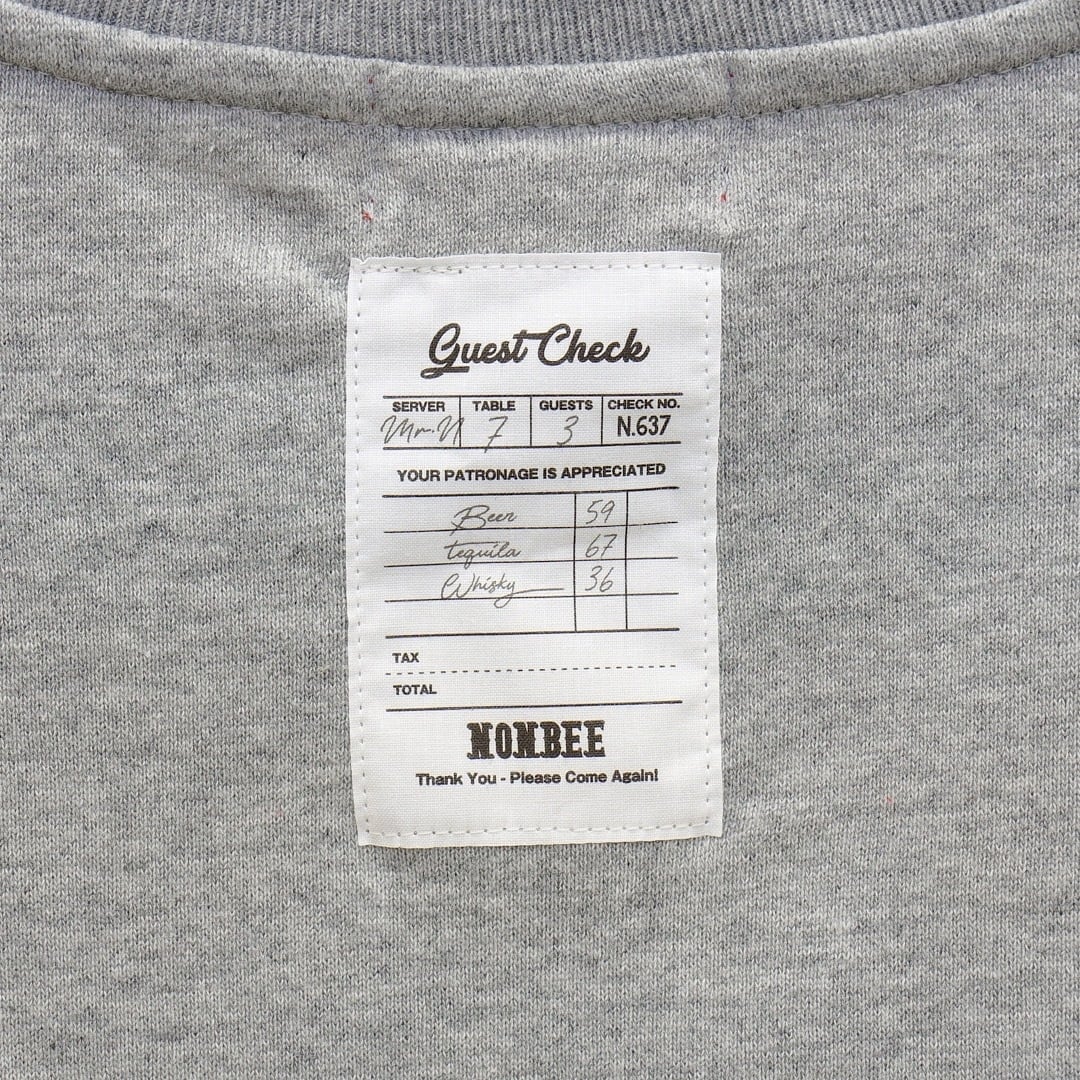 Guest Check
SERVER TABLE GUESTS CHECK NO.
Mr.N 7 3 N.637
YOUR PATRONAGE IS APPRECIATED
Beer 59
tequila 67
Whisky 36
TAX
TOTAL
NONBEE
Thank You - Please Come Again!